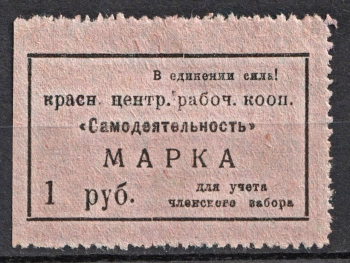 В единении сила!
красн. центр. рабоч. кооп.
«Самодеятельность»
МАРКА
1 руб.
для учета
членского забора